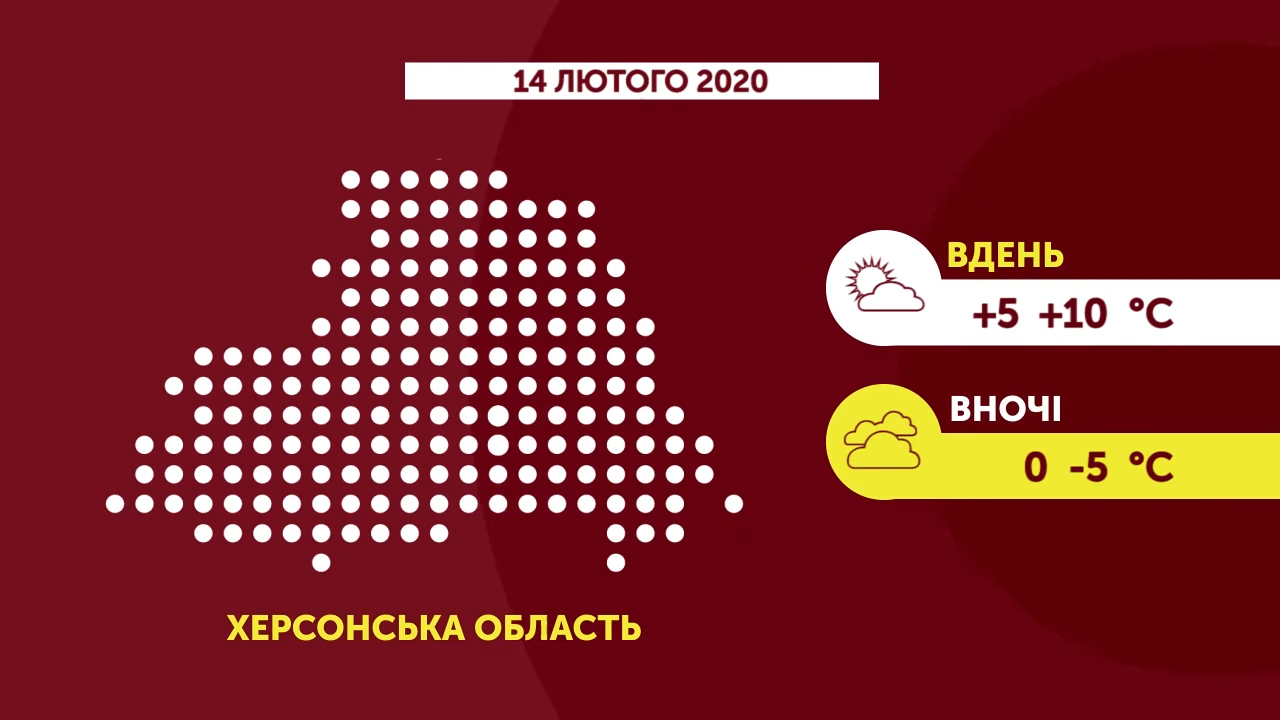 14 ЛЮТОГО 2020
ВДЕНЬ
+5 +10 °C
ВНОЧІ
0 -5 °C
ХЕРСОНСЬКА ОБЛАСТЬ